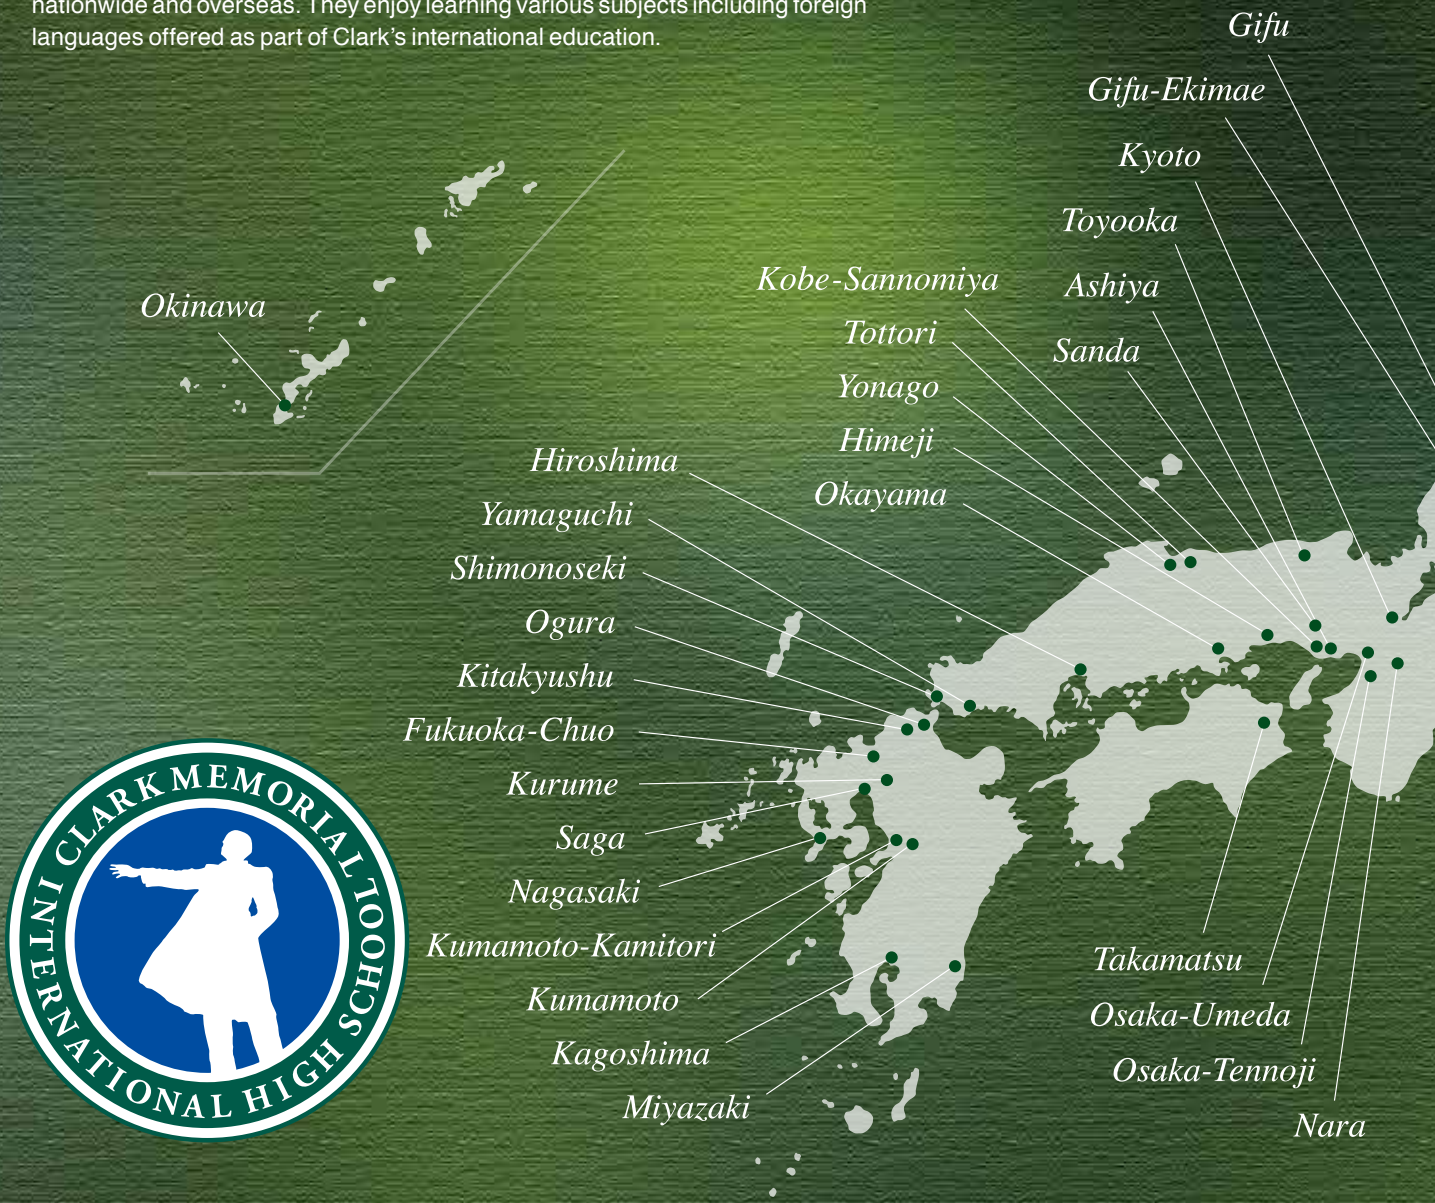 nationwide and overseas. They enjoy learning various subjects including foreign
languages offered as part of Clark’s international education.
Gifu
Gifu-Ekimae
Kyoto
Toyooka
Ashiya
Sanda
Kobe-Sannomiya
Tottori
Yonago
Himeji
Okayama
Okinawa
Hiroshima
Yamaguchi
Shimonoseki
Ogura
Kitakyushu
Fukuoka-Chuo
Kurume
Saga
Nagasaki
Kumamoto-Kamitori
Kumamoto
Kagoshima
Miyazaki
Takamatsu
Osaka-Umeda
Osaka-Tennoji
Nara
CLARK MEMORIAL
INTERNATIONAL HIGH SCHOOL